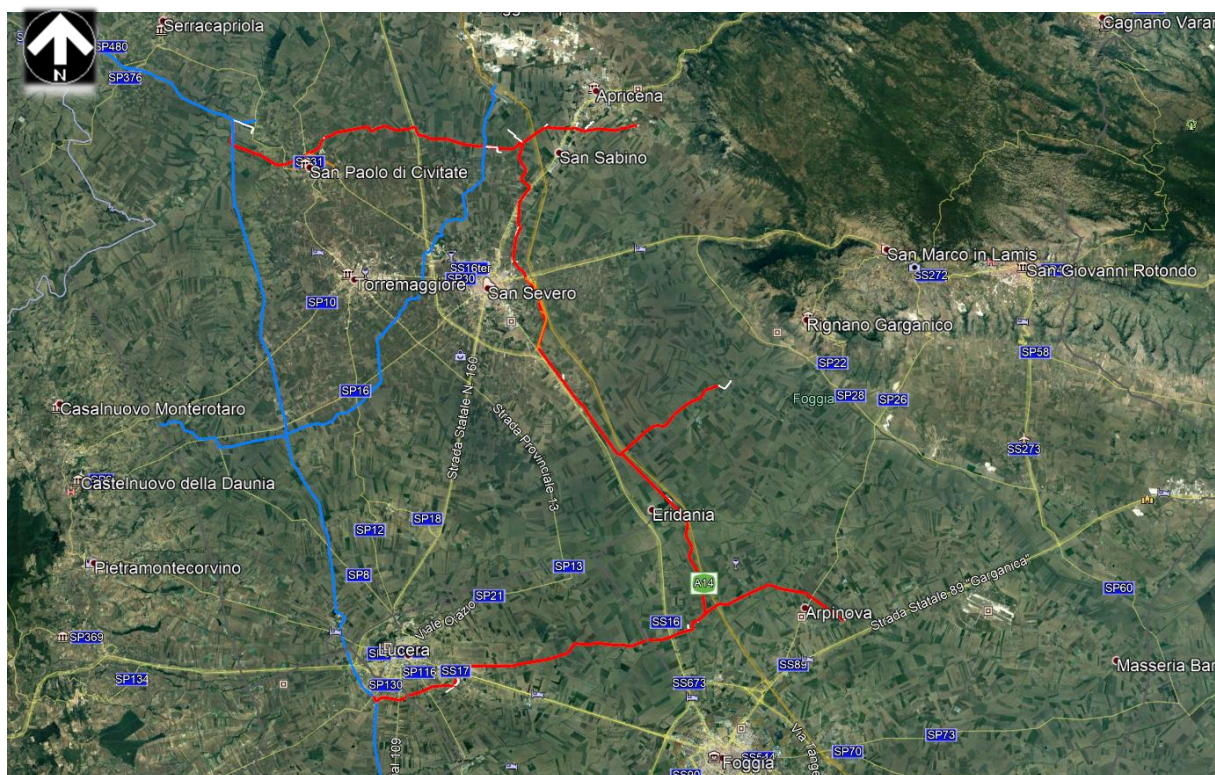 Serracapriola
Cagnano Varan
SP480
SP376
N
Apricena
San Sabino
San Paolo di Civitate
San Marco in Lamis
SS272
San Giovanni Rotondo
SS16ter
SP30
Torremaggiore
San Severo
SP10
Rignano Garganico
SP58
SP22
SP16
SP28
SP26
Foggia
Casalnuovo Monterotaro
Strada Statale N. 160
Strada Provinciale 13
SS273
Castelnuovo della Daunia
Eridania
SP18
SP12
Pietramontecorvino
SP13
SP8
A14
SP60
SP21
Viale Orazio
Arpinova
Strada Statale 89 "Garganica"
SS16
SP369
Lucera
SP116
SS17
SS89
Masseria Bar
SP134
SP130
SS673
SP73
SP70
Foggia